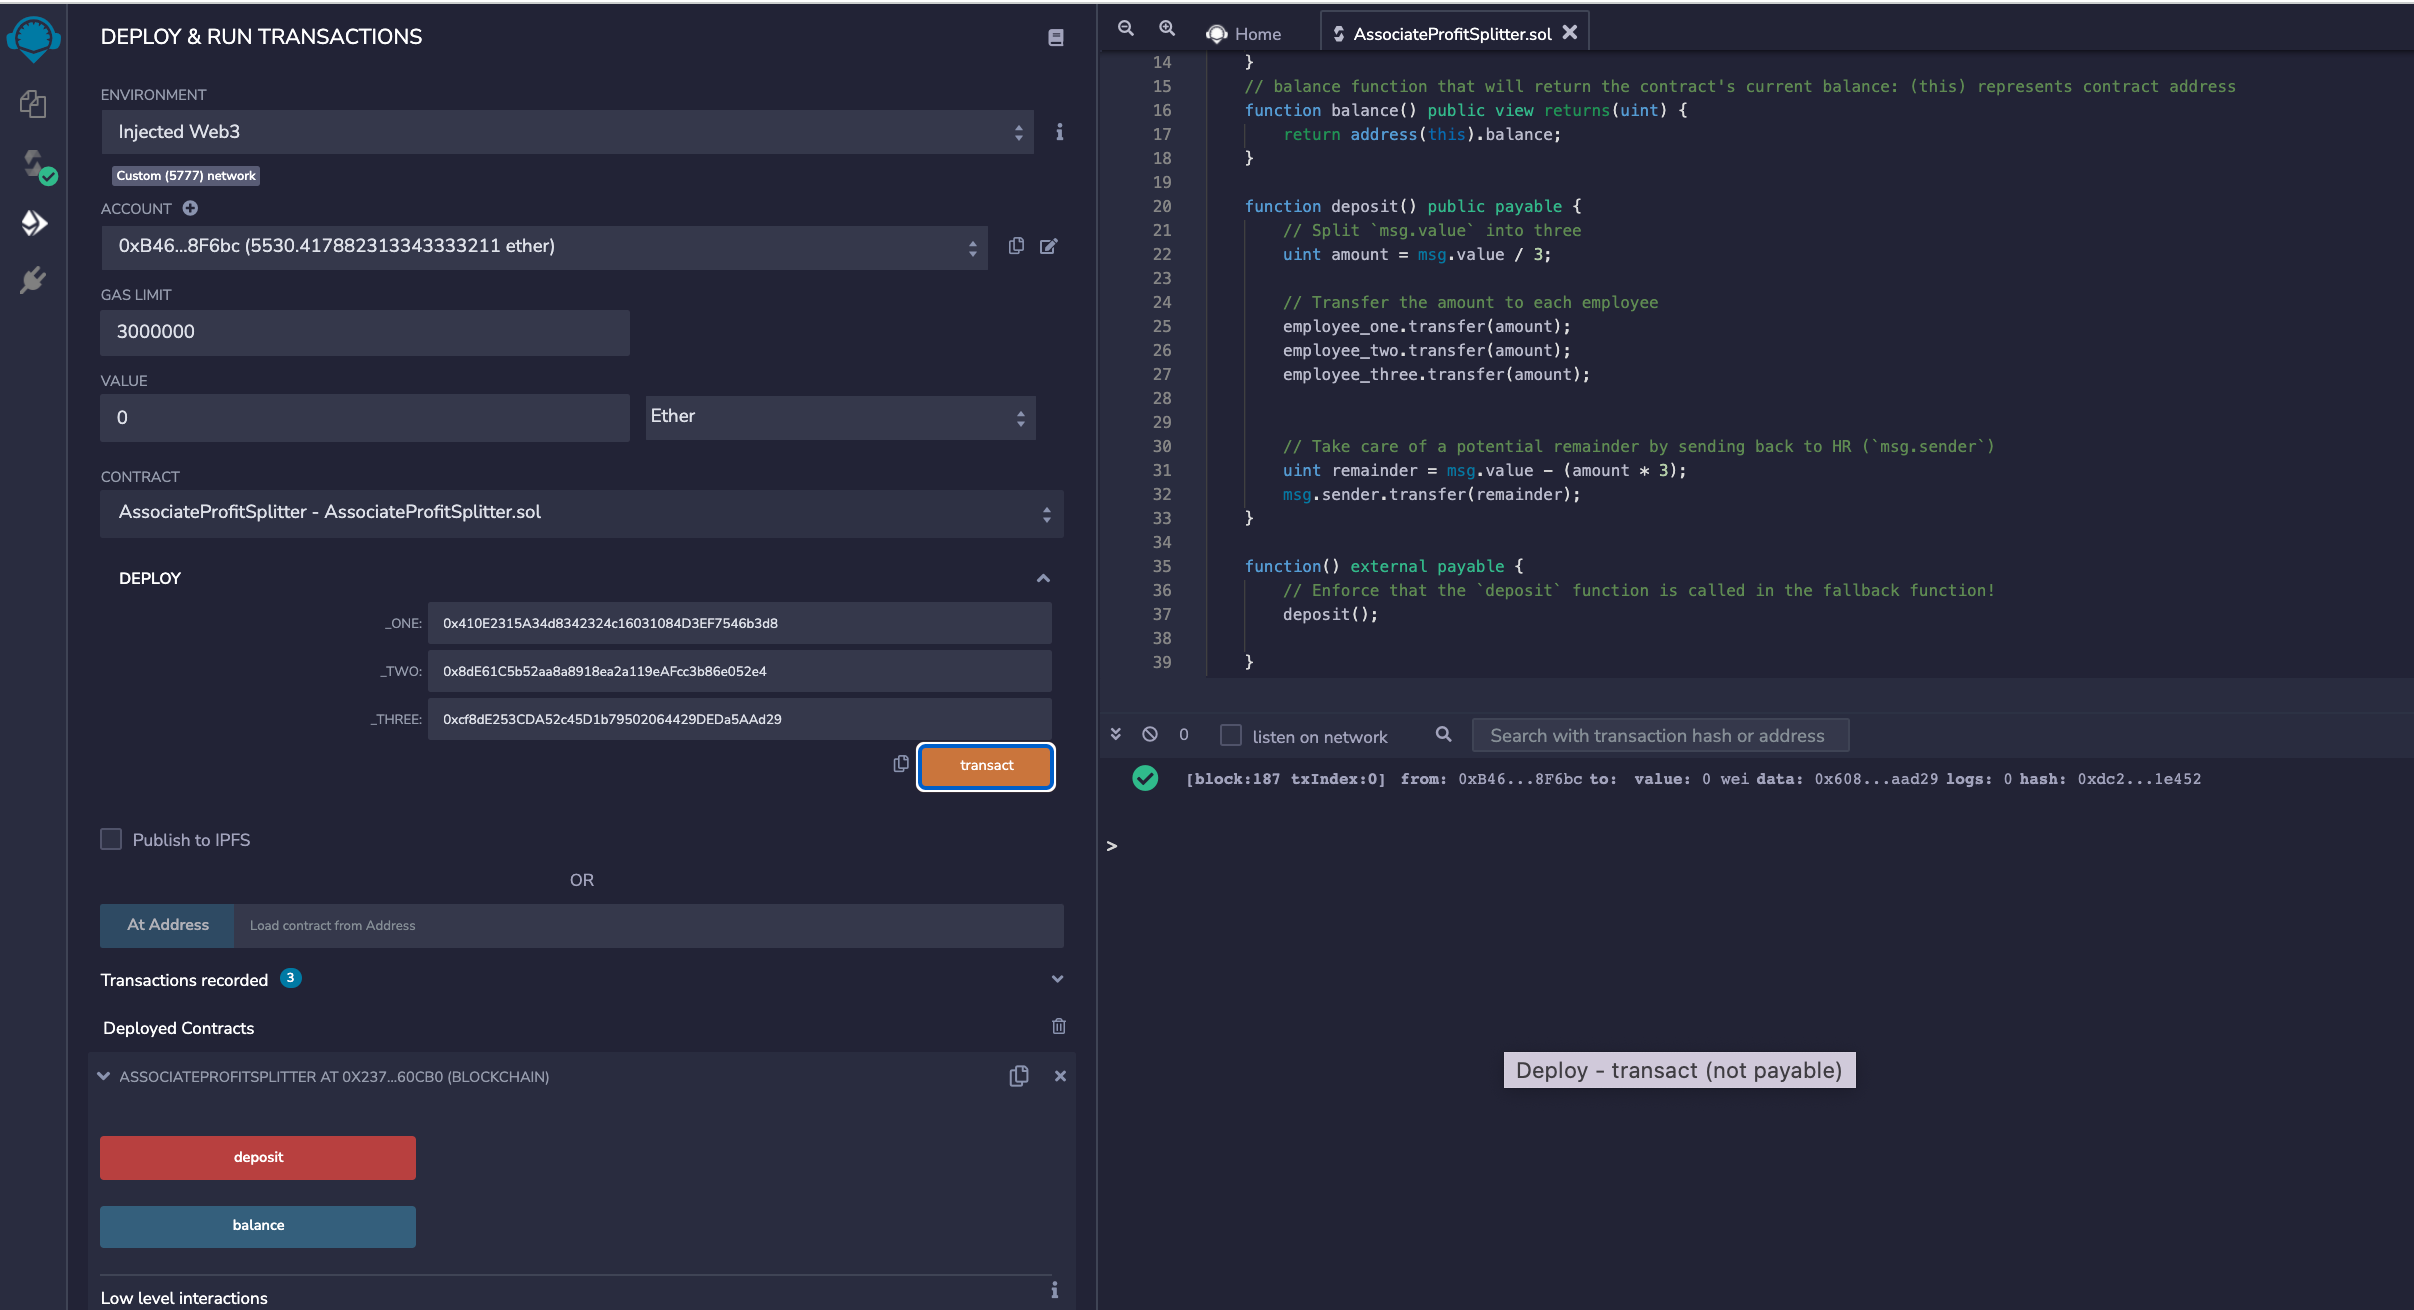 DEPLOY & RUN TRANSACTIONS
ENVIRONMENT
Injected Web3
Custom (5777) network
ACCOUNT
0xB46...8F6bc (5530.417882313343333211 ether)
GAS LIMIT
3000000
VALUE
0
Ether
CONTRACT
AssociateProfitSplitter - AssociateProfitSplitter.sol
DEPLOY
_ONE: 0x410E2315A34d8342324c16031084D3EF7546b3d8
_TWO: 0x8dE61C5b52aa8a8918ea2a119eAFcc3b86e052e4
_THREE: 0xcf8dE253CDA52c45D1b79502064429DEDa5AAd29
transact
Publish to IPFS
OR
At Address
Load contract from Address
Transactions recorded 3
Deployed Contracts
ASSOCIATEPROFITSPLITTER AT 0X237...60CB0 (BLOCKCHAIN)
deposit
balance
Low level interactions
Home
AssociateProfitSplitter.sol
14 }
15 // balance function that will return the contract's current balance: (this) represents contract address
16 function balance() public view returns(uint) {
17 return address(this).balance;
18 }
19
20 function deposit() public payable {
21 // Split `msg.value` into three
22 uint amount = msg.value / 3;
23
24 // Transfer the amount to each employee
25 employee_one.transfer(amount);
26 employee_two.transfer(amount);
27 employee_three.transfer(amount);
28
29
30 // Take care of a potential remainder by sending back to HR (`msg.sender`)
31 uint remainder = msg.value - (amount * 3);
32 msg.sender.transfer(remainder);
33 }
34
35 function() external payable {
36 // Enforce that the `deposit` function is called in the fallback function!
37 deposit();
38
39 }
0
listen on network
Search with transaction hash or address
[block:187 txIndex:0] from: 0xB46...8F6bc to: value: 0 wei data: 0x608...aad29 logs: 0 hash: 0xdc2...1e452
>
Deploy - transact (not payable)